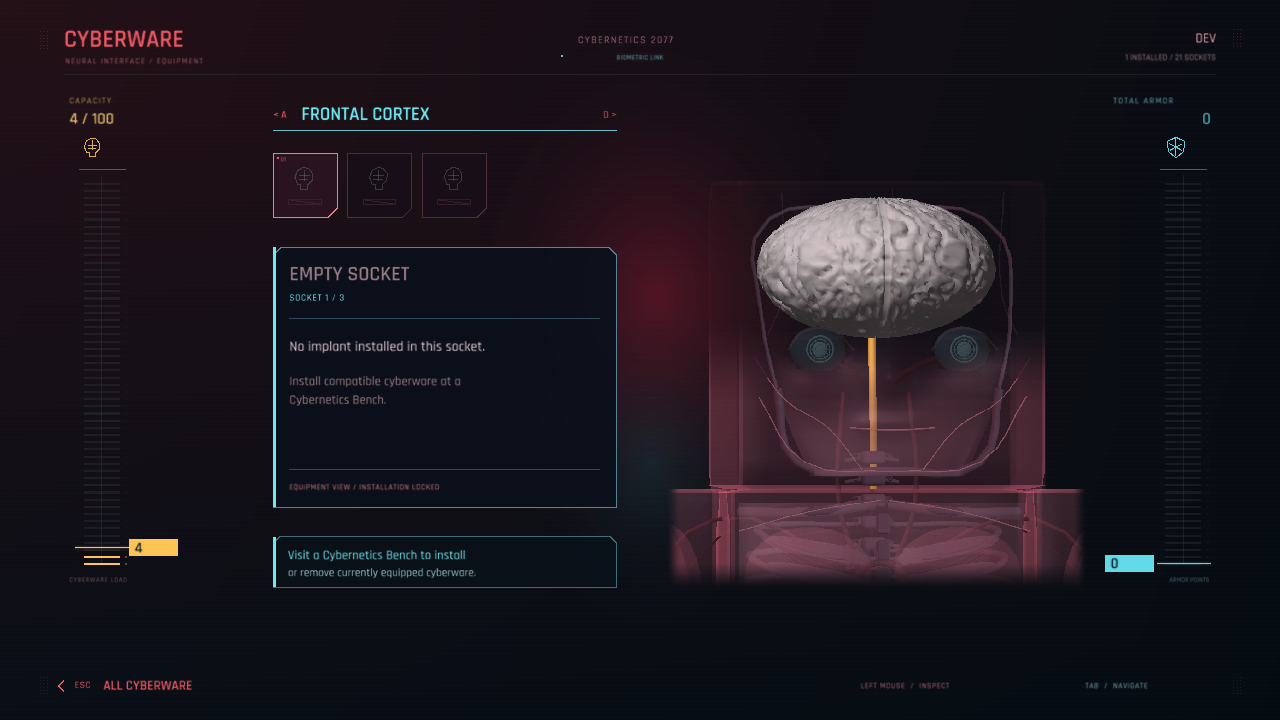 CYBERWARE
NEURAL INTERFACE / EQUIPMENT
CYBERNETICS 2077
BIOMETRIC LINK
DEV
1 INSTALLED / 21 SOCKETS
CAPACITY
4 / 100
< A FRONTAL CORTEX D >
TOTAL ARMOR
0
01
EMPTY SOCKET
SOCKET 1 / 3
No implant installed in this socket.
Install compatible cyberware at a
Cybernetics Bench.
EQUIPMENT VIEW / INSTALLATION LOCKED
4
CYBERWARE LOAD
Visit a Cybernetics Bench to install
or remove currently equipped cyberware.
0
ARMOR POINTS
ESC ALL CYBERWARE
LEFT MOUSE / INSPECT
TAB / NAVIGATE